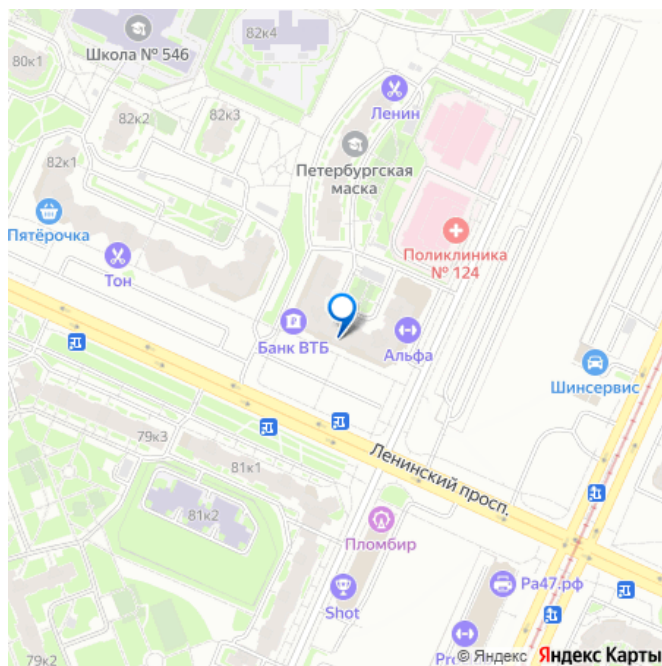 82к4
Школа № 546
80к1
Ленин
82к2
82к3
82к1
Петербургская
маска
Пятёрочка
Поликлиника
№ 124
Тон
Банк ВТБ
Альфа
Шинсервис
79к3
81к1
Ленинский просп.
81к2
Пломбир
Ра47.рф
Shot
79к2
Pro
© Яндекс Яндекс Карты